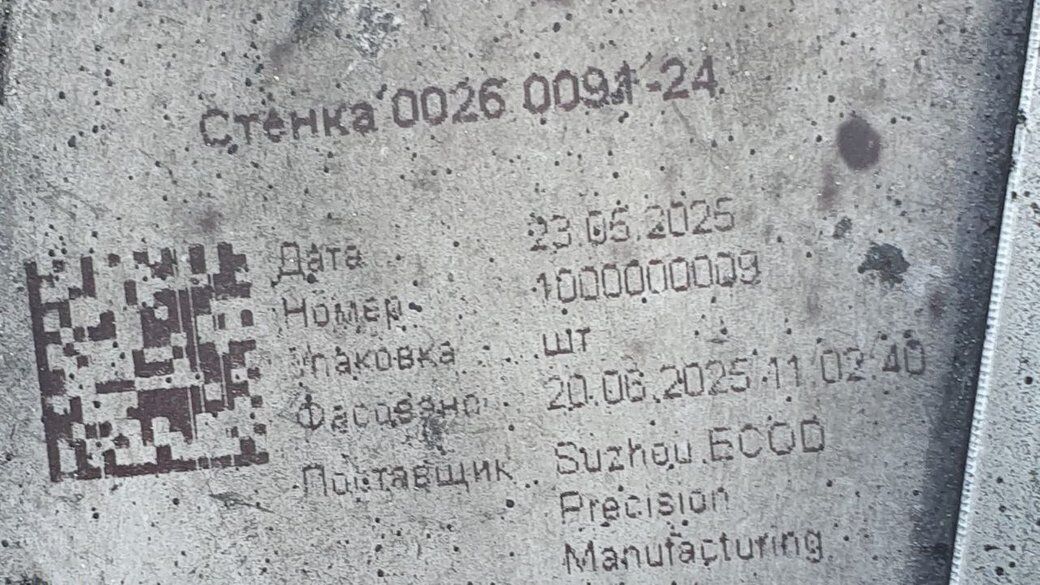 Стенка 0026 0091-24
Дата 23.06.2025
Номер 1000000009
Упаковка шт
Фасовано 20.06.2025 11 02 40
Поставщик Suzhou ECOD
Precision
Manufacturing